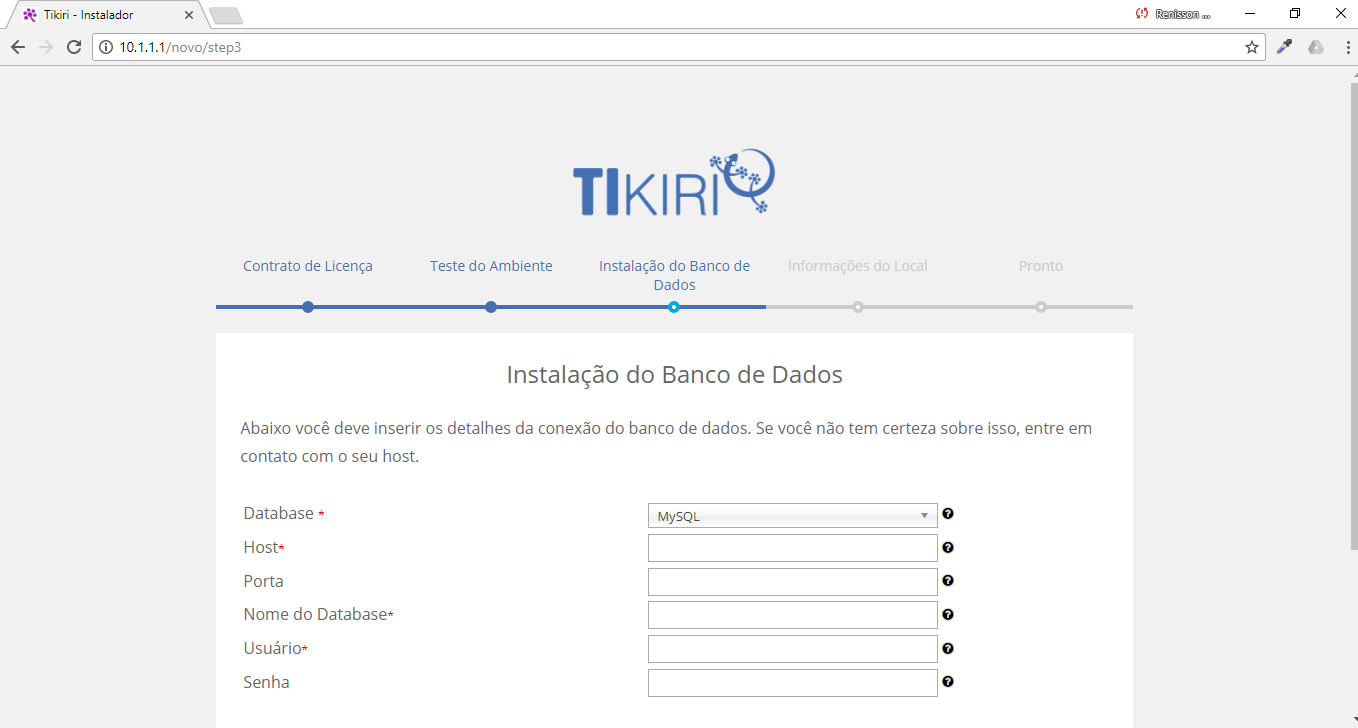 Tikiri - Instalador
Renisson ...
10.1.1.1/novo/step3
TIKIRI
Contrato de Licença
Teste do Ambiente
Instalação do Banco de
Dados
Informações do Local
Pronto
Instalação do Banco de Dados
Abaixo você deve inserir os detalhes da conexão do banco de dados. Se você não tem certeza sobre isso, entre em
contato com o seu host.
Database *
MySQL
Host*
Porta
Nome do Database*
Usuário*
Senha